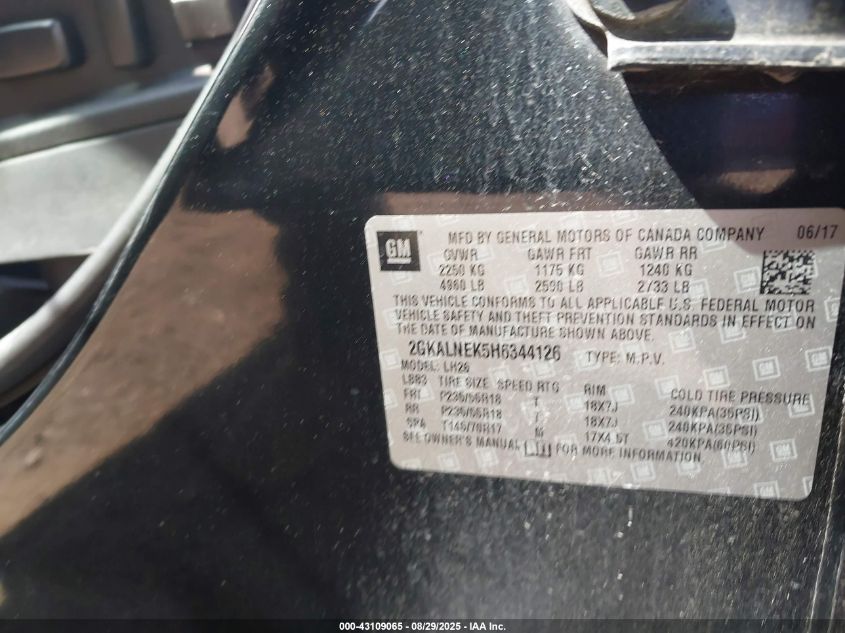 GM MFD BY GENERAL MOTORS OF CANADA COMPANY 06/17
GVWR GAWR FRT GAWR RR
2250 KG 1175 KG 1240 KG
4960 LB 2590 LB 2733 LB
THIS VEHICLE CONFORMS TO ALL APPLICABLE U.S. FEDERAL MOTOR
VEHICLE SAFETY AND THEFT PREVENTION STANDARDS IN EFFECT ON
THE DATE OF MANUFACTURE SHOWN ABOVE.
2GKALNEK5H6344126 TYPE: M.P.V.
MODEL: LH26
L883 TIRE SIZE SPEED RTG RIM COLD TIRE PRESSURE
FRT P235/55R18 T 18X7J 240KPA(35PSI)
RR P235/55R18 T 18X7J 240KPA(35PSI)
SPA T145/70R17 M 17X4.5T 420KPA(60PSI)
SEE OWNER'S MANUAL FOR MORE INFORMATION.
000-43109065 - 08/29/2025 - IAA Inc.